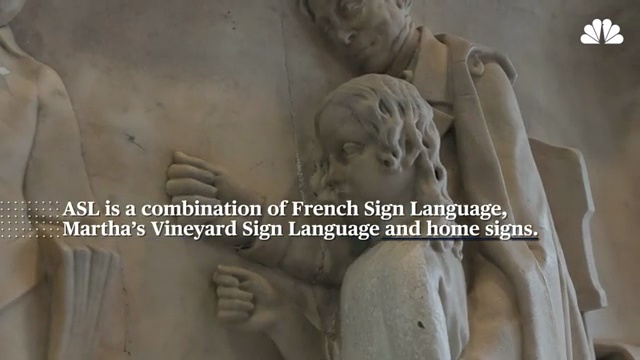 ASL is a combination of French Sign Language,
Martha's Vineyard Sign Language and home signs.